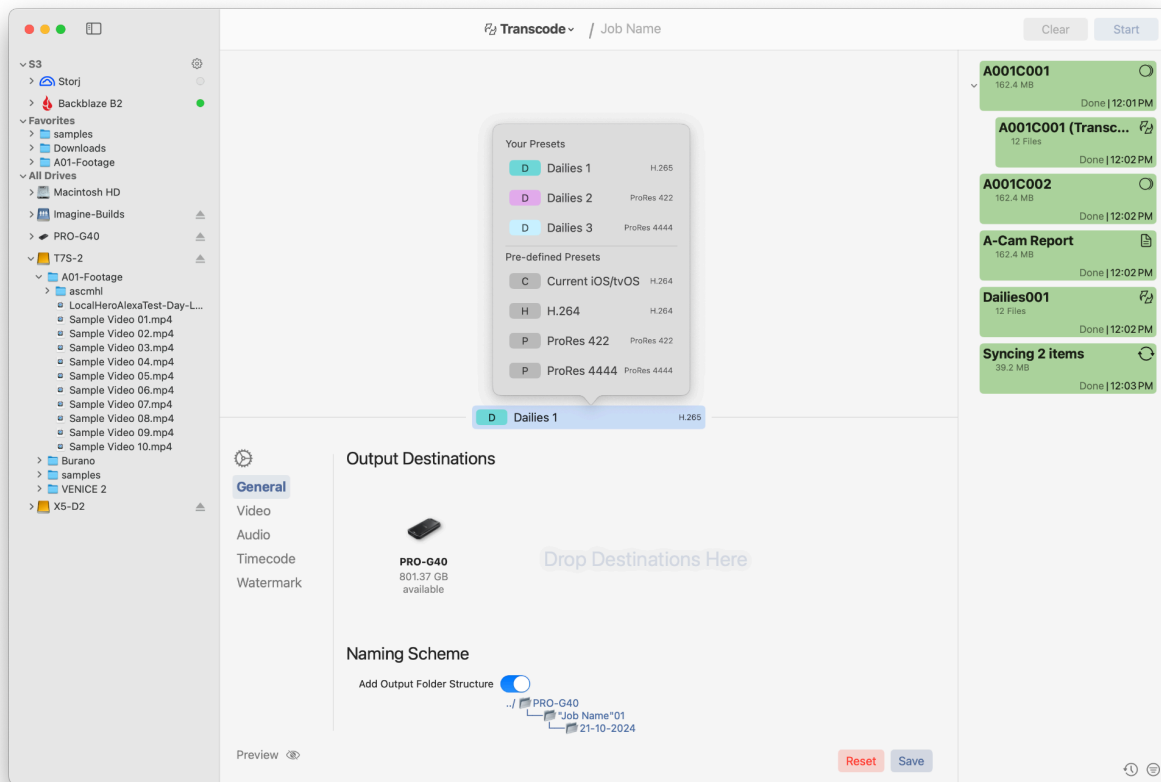 Transcode
/ Job Name
Clear
Start
S3
Storj
Backblaze B2
Favorites
samples
Downloads
A01-Footage
All Drives
Macintosh HD
Imagine-Builds
PRO-G40
T7S-2
A01-Footage
ascmhl
LocalHeroAlexaTest-Day-L...
Sample Video 01.mp4
Sample Video 02.mp4
Sample Video 03.mp4
Sample Video 04.mp4
Sample Video 05.mp4
Sample Video 06.mp4
Sample Video 07.mp4
Sample Video 08.mp4
Sample Video 09.mp4
Sample Video 10.mp4
Burano
samples
VENICE 2
X5-D2
Your Presets
D Dailies 1 H.265
D Dailies 2 ProRes 422
D Dailies 3 ProRes 4444
Pre-defined Presets
C Current iOS/tvOS H.264
H H.264 H.264
P ProRes 422 ProRes 422
P ProRes 4444 ProRes 4444
D Dailies 1 H.265
General
Video
Audio
Timecode
Watermark
Preview
Output Destinations
PRO-G40
801.37 GB
available
Drop Destinations Here
Naming Scheme
Add Output Folder Structure
../ PRO-G40
"Job Name"01
21-10-2024
Reset
Save
A001C001
162.4 MB
Done | 12:01 PM
A001C001 (Transc...
12 Files
Done | 12:02 PM
A001C002
162.4 MB
Done | 12:02 PM
A-Cam Report
162.4 MB
Done | 12:02 PM
Dailies001
12 Files
Done | 12:02 PM
Syncing 2 items
39.2 MB
Done | 12:03 PM